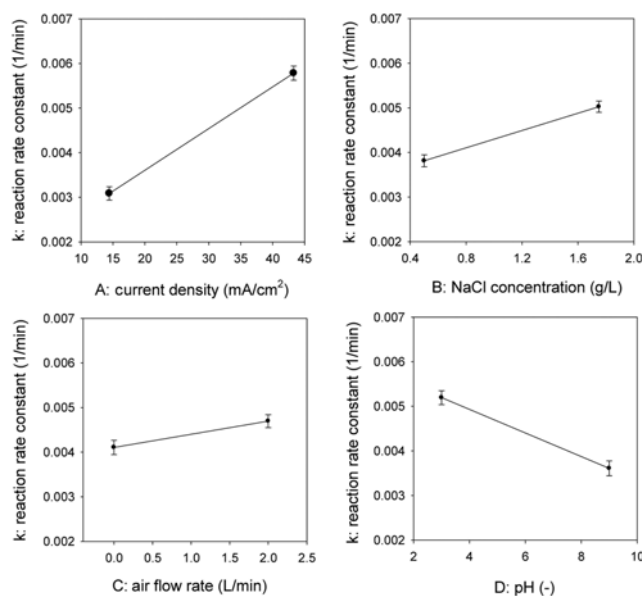 k: reaction rate constant (1/min)
0.007
0.006
0.005
0.004
0.003
0.002
10 15 20 25 30 35 40 45
A: current density (mA/cm²)
k: reaction rate constant (1/min)
0.007
0.006
0.005
0.004
0.003
0.002
0.4 0.8 1.2 1.6 2.0
B: NaCl concentration (g/L)
k: reaction rate constant (1/min)
0.007
0.006
0.005
0.004
0.003
0.002
0.0 0.5 1.0 1.5 2.0 2.5
C: air flow rate (L/min)
k: reaction rate constant (1/min)
0.007
0.006
0.005
0.004
0.003
0.002
2 4 6 8 10
D: pH (-)